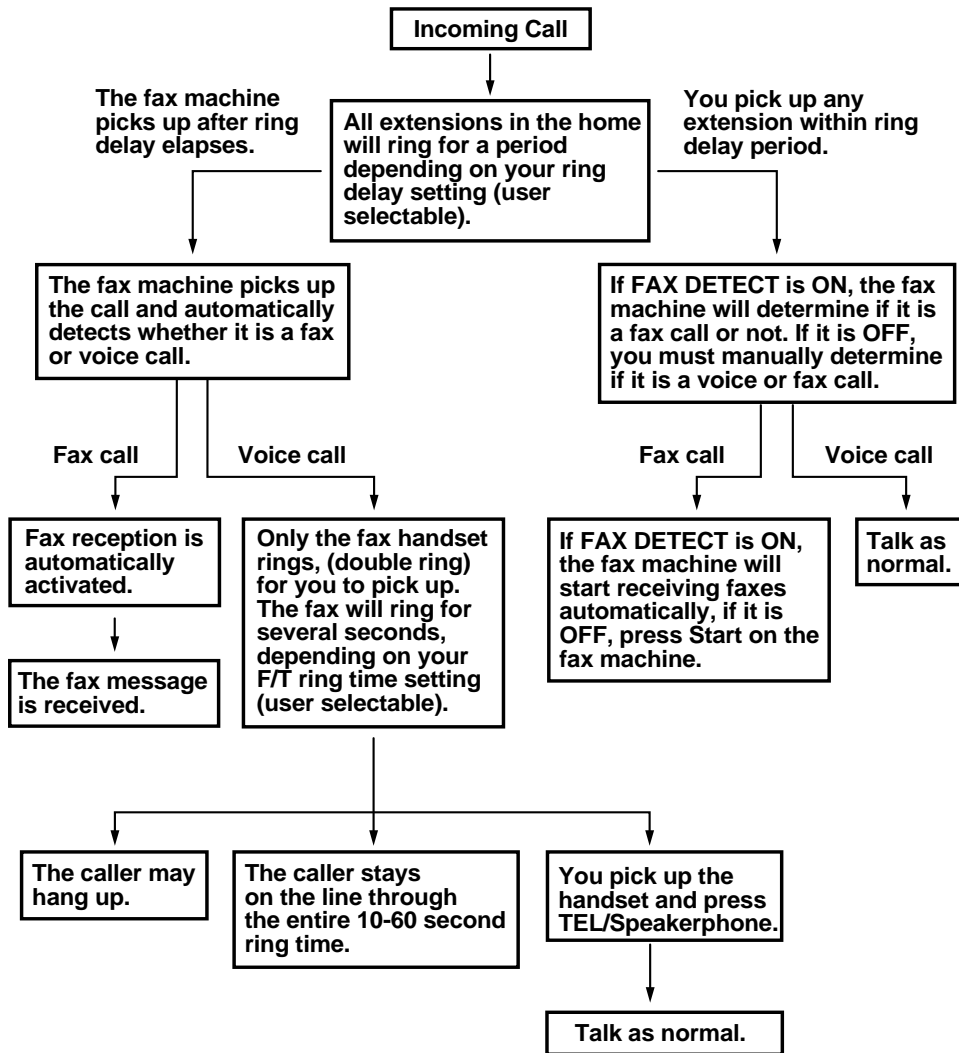 Incoming Call
The fax machine
picks up after ring
delay elapses.
All extensions in the home
will ring for a period
depending on your ring
delay setting (user
selectable).
You pick up any
extension within ring
delay period.
The fax machine picks up
the call and automatically
detects whether it is a fax
or voice call.
If FAX DETECT is ON, the fax
machine will determine if it is
a fax call or not. If it is OFF,
you must manually determine
if it is a voice or fax call.
Fax call
Voice call
Fax call
Voice call
Fax reception is
automatically
activated.
Only the fax handset
rings, (double ring)
for you to pick up.
The fax will ring for
several seconds,
depending on your
F/T ring time setting
(user selectable).
If FAX DETECT is ON,
the fax machine will
start receiving faxes
automatically, if it is
OFF, press Start on the
fax machine.
Talk as
normal.
The fax message
is received.
The caller may
hang up.
The caller stays
on the line through
the entire 10-60 second
ring time.
You pick up the
handset and press
TEL/Speakerphone.
Talk as normal.